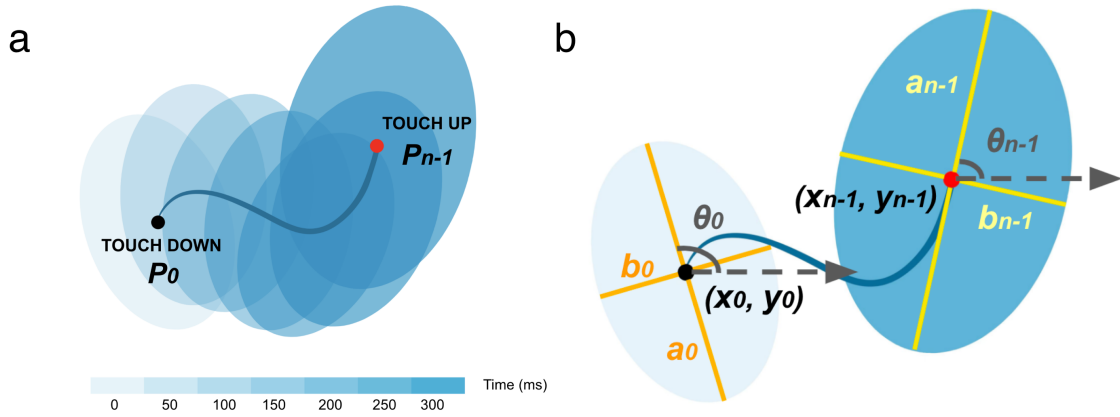 a
TOUCH UP
Pn-1
TOUCH DOWN
P0
Time (ms)
0 50 100 150 200 250 300
b
an-1
θn-1
(xn-1, yn-1)
bn-1
θ0
b0
(x0, y0)
a0